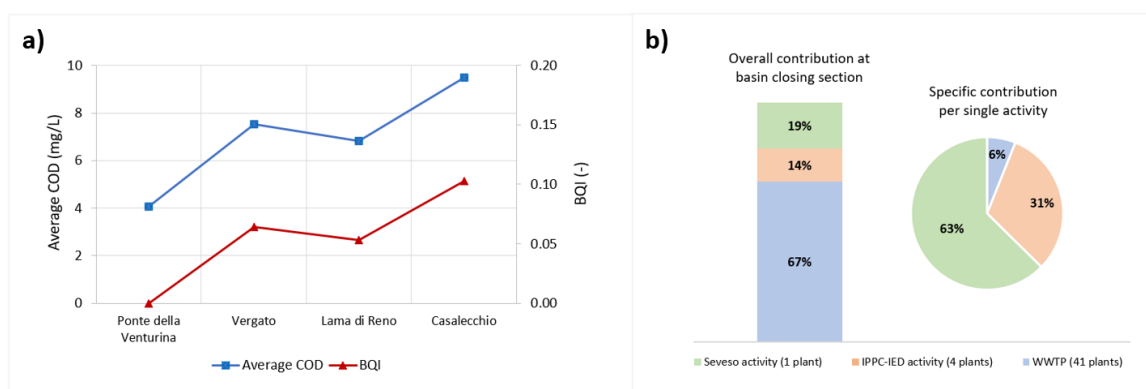 a)
10
8
6
4
2
0
Average COD (mg/L)
0.20
0.15
0.10
0.05
0.00
BQI (-)
Ponte della
Venturina
Vergato
Lama di Reno
Casalecchio
Average COD
BQI
b)
Overall contribution at
basin closing section
19%
14%
67%
Specific contribution
per single activity
6%
31%
63%
Seveso activity (1 plant)
IPPC-IED activity (4 plants)
WWTP (41 plants)